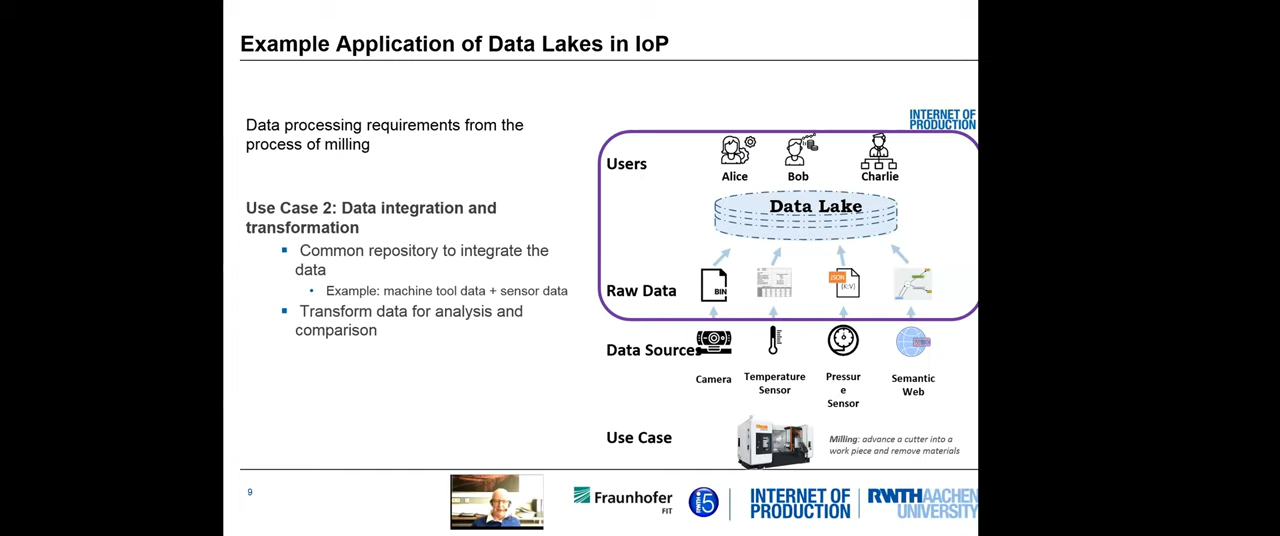 Example Application of Data Lakes in IoP
INTERNET OF
PRODUCTION
Data processing requirements from the
process of milling
Users
Alice
Bob
Charlie
Data Lake
Use Case 2: Data integration and
transformation
Common repository to integrate the
data
Example: machine tool data + sensor data
Transform data for analysis and
comparison
Raw Data
BIN
JSON
{K:V}
Data Sources
Camera
Temperature
Sensor
Pressur
e
Sensor
Semantic
Web
Use Case
Milling: advance a cutter into a
work piece and remove materials
9
Fraunhofer
FIT
5
INTERNET OF
PRODUCTION
RWTHAACHEN
UNIVERSITY